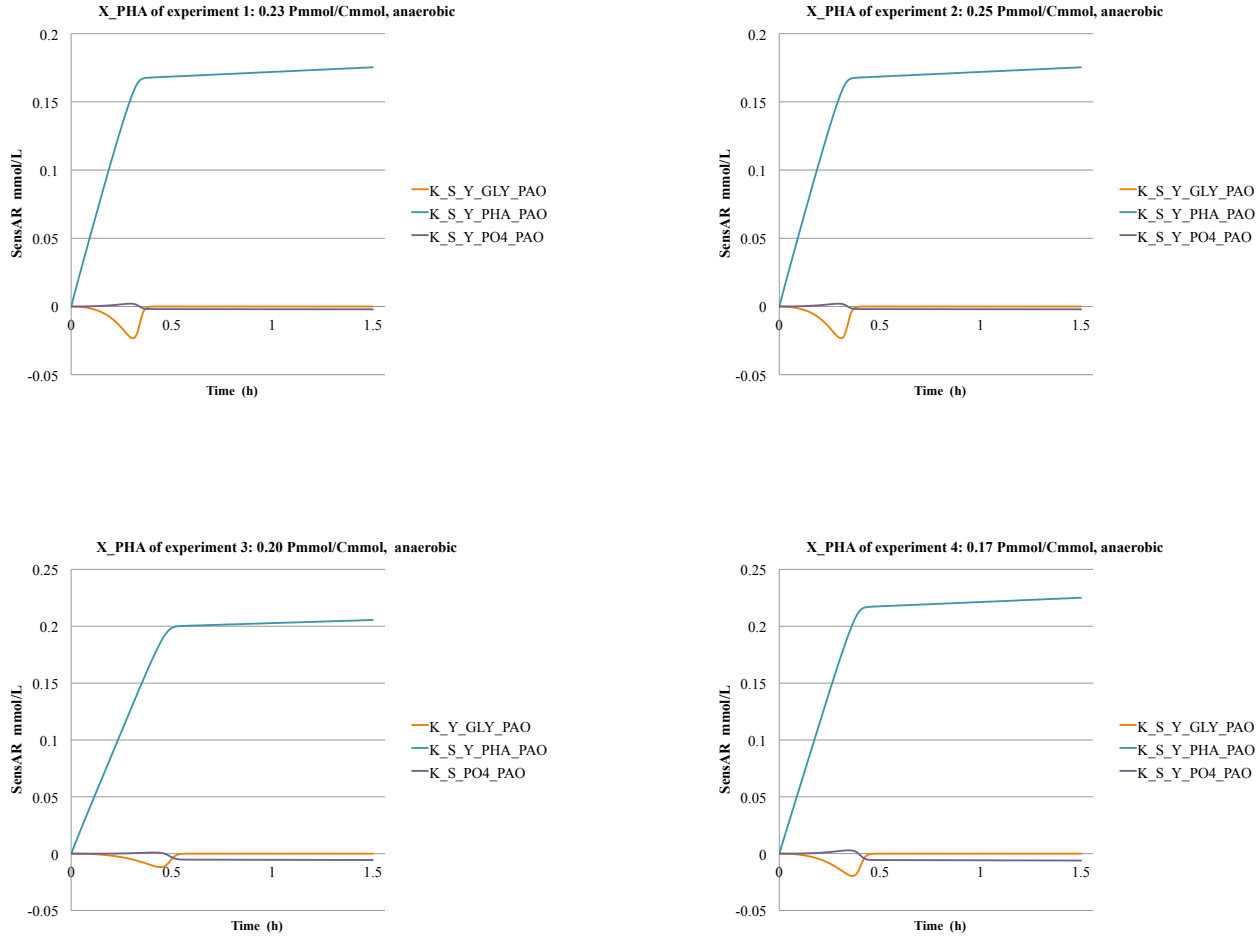 X_PHA of experiment 1: 0.23 Pmmol/Cmmol, anaerobic
0.2
0.15
0.1
0.05
0
-0.05
SensAR mmol/L
0
0.5
1
1.5
Time (h)
K_S_Y_GLY_PAO
K_S_Y_PHA_PAO
K_S_Y_PO4_PAO
X_PHA of experiment 2: 0.25 Pmmol/Cmmol, anaerobic
0.2
0.15
0.1
0.05
0
-0.05
SensAR mmol/L
0
0.5
1
1.5
Time (h)
K_S_Y_GLY_PAO
K_S_Y_PHA_PAO
K_S_Y_PO4_PAO
X_PHA of experiment 3: 0.20 Pmmol/Cmmol, anaerobic
0.25
0.2
0.15
0.1
0.05
0
-0.05
SensAR mmol/L
0
0.5
1
1.5
Time (h)
K_Y_GLY_PAO
K_S_Y_PHA_PAO
K_S_PO4_PAO
X_PHA of experiment 4: 0.17 Pmmol/Cmmol, anaerobic
0.25
0.2
0.15
0.1
0.05
0
-0.05
SensAR mmol/L
0
0.5
1
1.5
Time (h)
K_S_Y_GLY_PAO
K_S_Y_PHA_PAO
K_S_Y_PO4_PAO